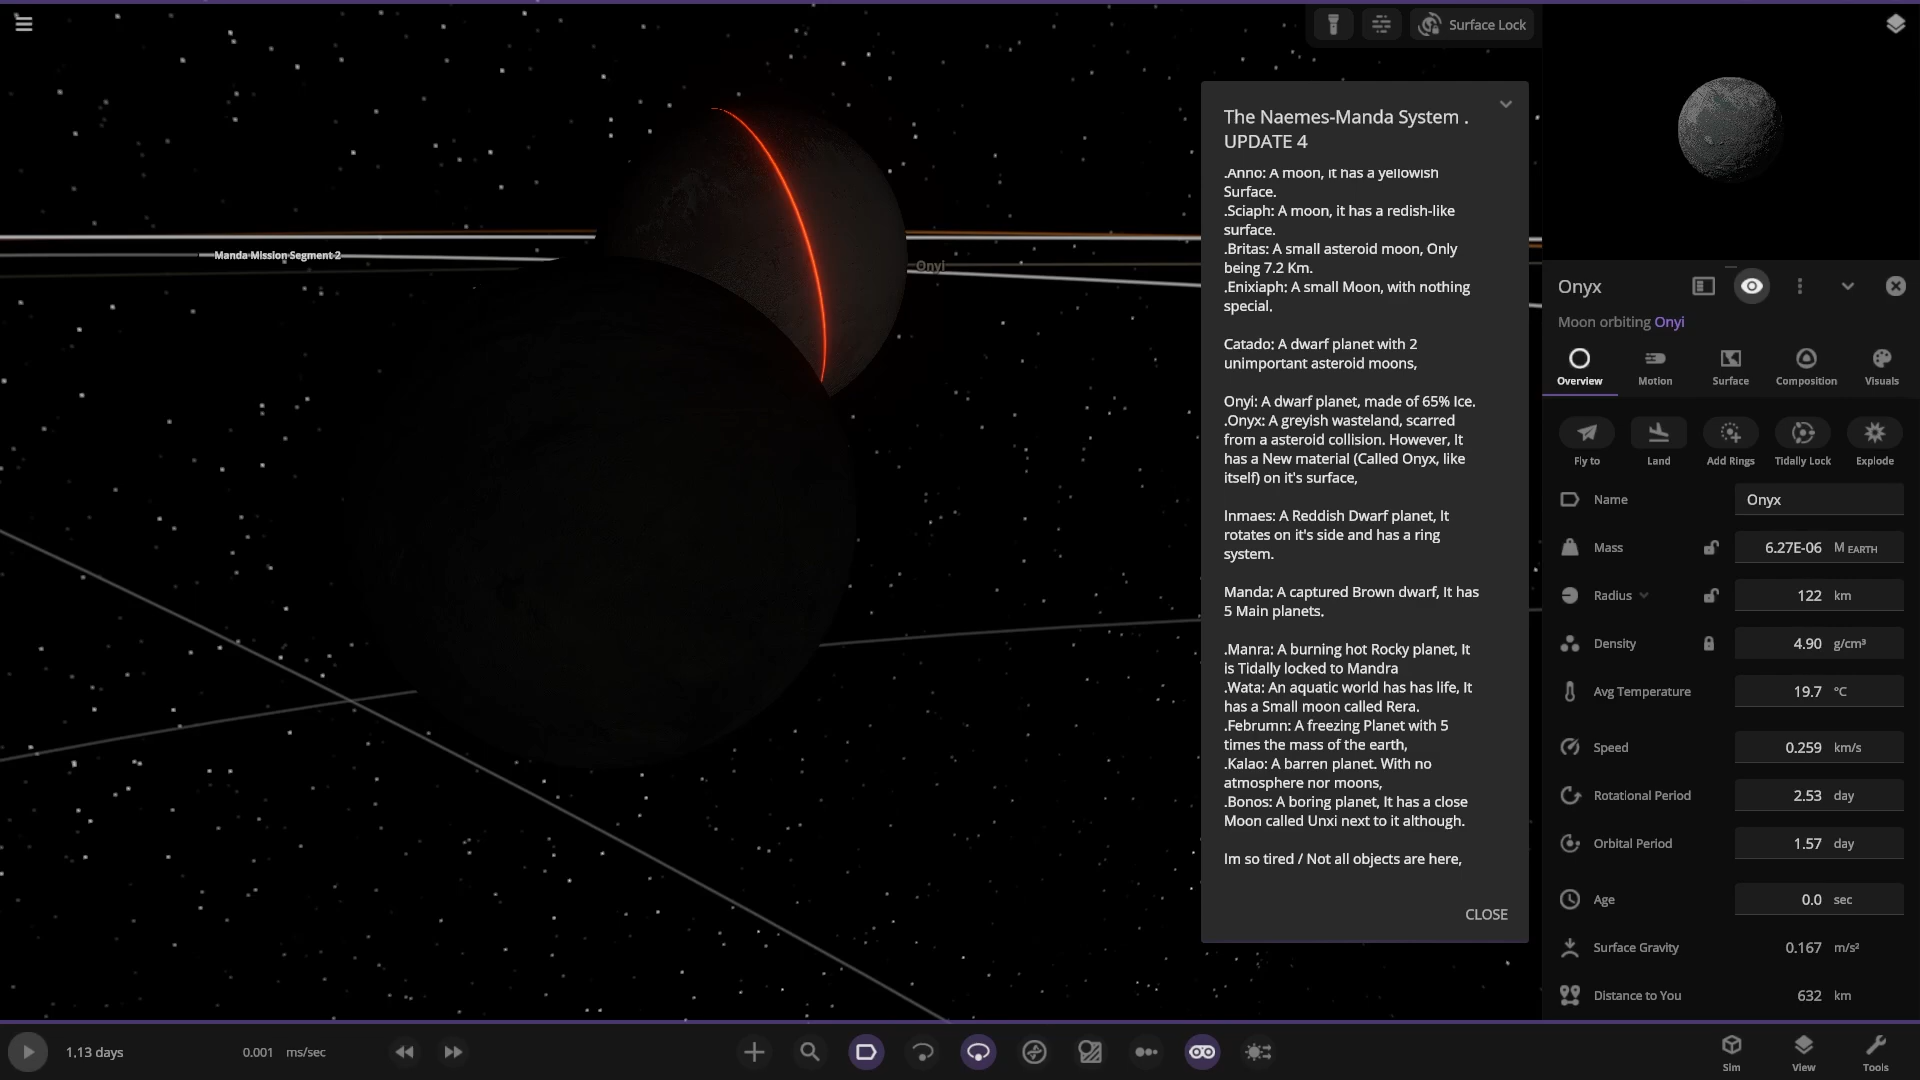 Surface Lock
The Naemes-Manda System .
UPDATE 4
.Anno: A moon, it has a yellowish
Surface.
.Sciaph: A moon, it has a redish-like
surface.
.Britas: A small asteroid moon, Only
being 7.2 Km.
.Enixiaph: A small Moon, with nothing
special,
Catado: A dwarf planet with 2
unimportant asteroid moons,
Onyi: A dwarf planet, made of 65% Ice.
.Onyx: A greyish wasteland, scarred
from a asteroid collision. However, It
has a New material (Called Onyx, like
itself) on it's surface,
Inmaes: A Reddish Dwarf planet, It
rotates on it's side and has a ring
system.
Manda: A captured Brown dwarf, It has
5 Main planets.
.Manra: A burning hot Rocky planet, It
is Tidally locked to Mandra
.Wata: An aquatic world has has life, It
has a Small moon called Rera.
.Februmn: A freezing Planet with 5
times the mass of the earth,
.Kalao: A barren planet. With no
atmosphere nor moons,
.Bonos: A boring planet, It has a close
Moon called Unxi next to it although.
Im so tired / Not all objects are here,
CLOSE
Manda Mission Segment 2
Onyi
Onyx
Moon orbiting Onyi
Overview Motion Surface Composition Visuals
Fly to Land Add Rings Tidally Lock Explode
Name Onyx
Mass 6.27E-06 M EARTH
Radius 122 km
Density 4.90 g/cm³
Avg Temperature 19.7 °C
Speed 0.259 km/s
Rotational Period 2.53 day
Orbital Period 1.57 day
Age 0.0 sec
Surface Gravity 0.167 m/s²
Distance to You 632 km
1.13 days 0.001 ms/sec
Sim View Tools